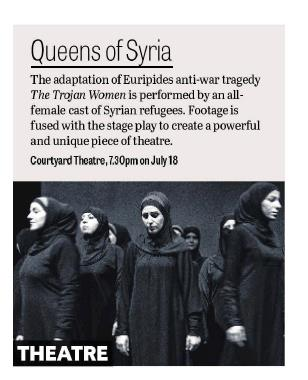 Queens of Syria
The adaptation of Euripides anti-war tragedy
The Trojan Women is performed by an all-
female cast of Syrian refugees. Footage is
fused with the stage play to create a powerful
and unique piece of theatre.
Courtyard Theatre, 7.30pm on July 18
THEATRE